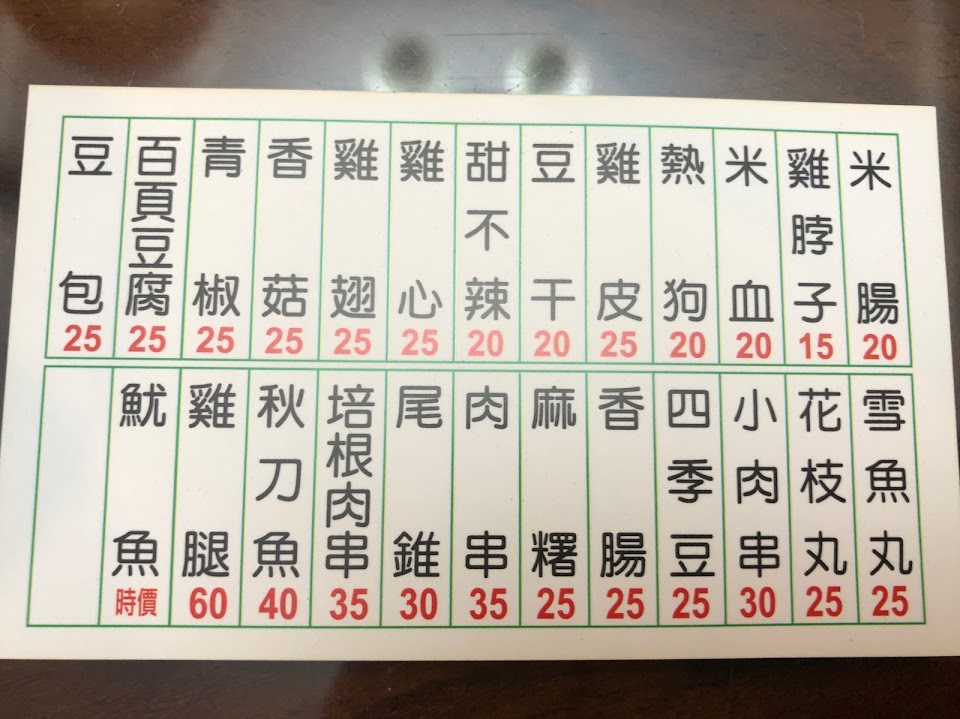 米腸 20
雞脖子 15
米血 20
熱狗 20
雞皮 25
豆干 20
甜不辣 20
雞心 25
雞翅 25
香菇 25
青椒 25
百頁豆腐 25
豆包 25
雪魚丸 25
花枝丸 25
小肉串 30
四季豆 25
香腸 25
麻糬 25
肉串 35
尾錐 30
培根肉串 35
秋刀魚 40
雞腿 60
魷魚 時價